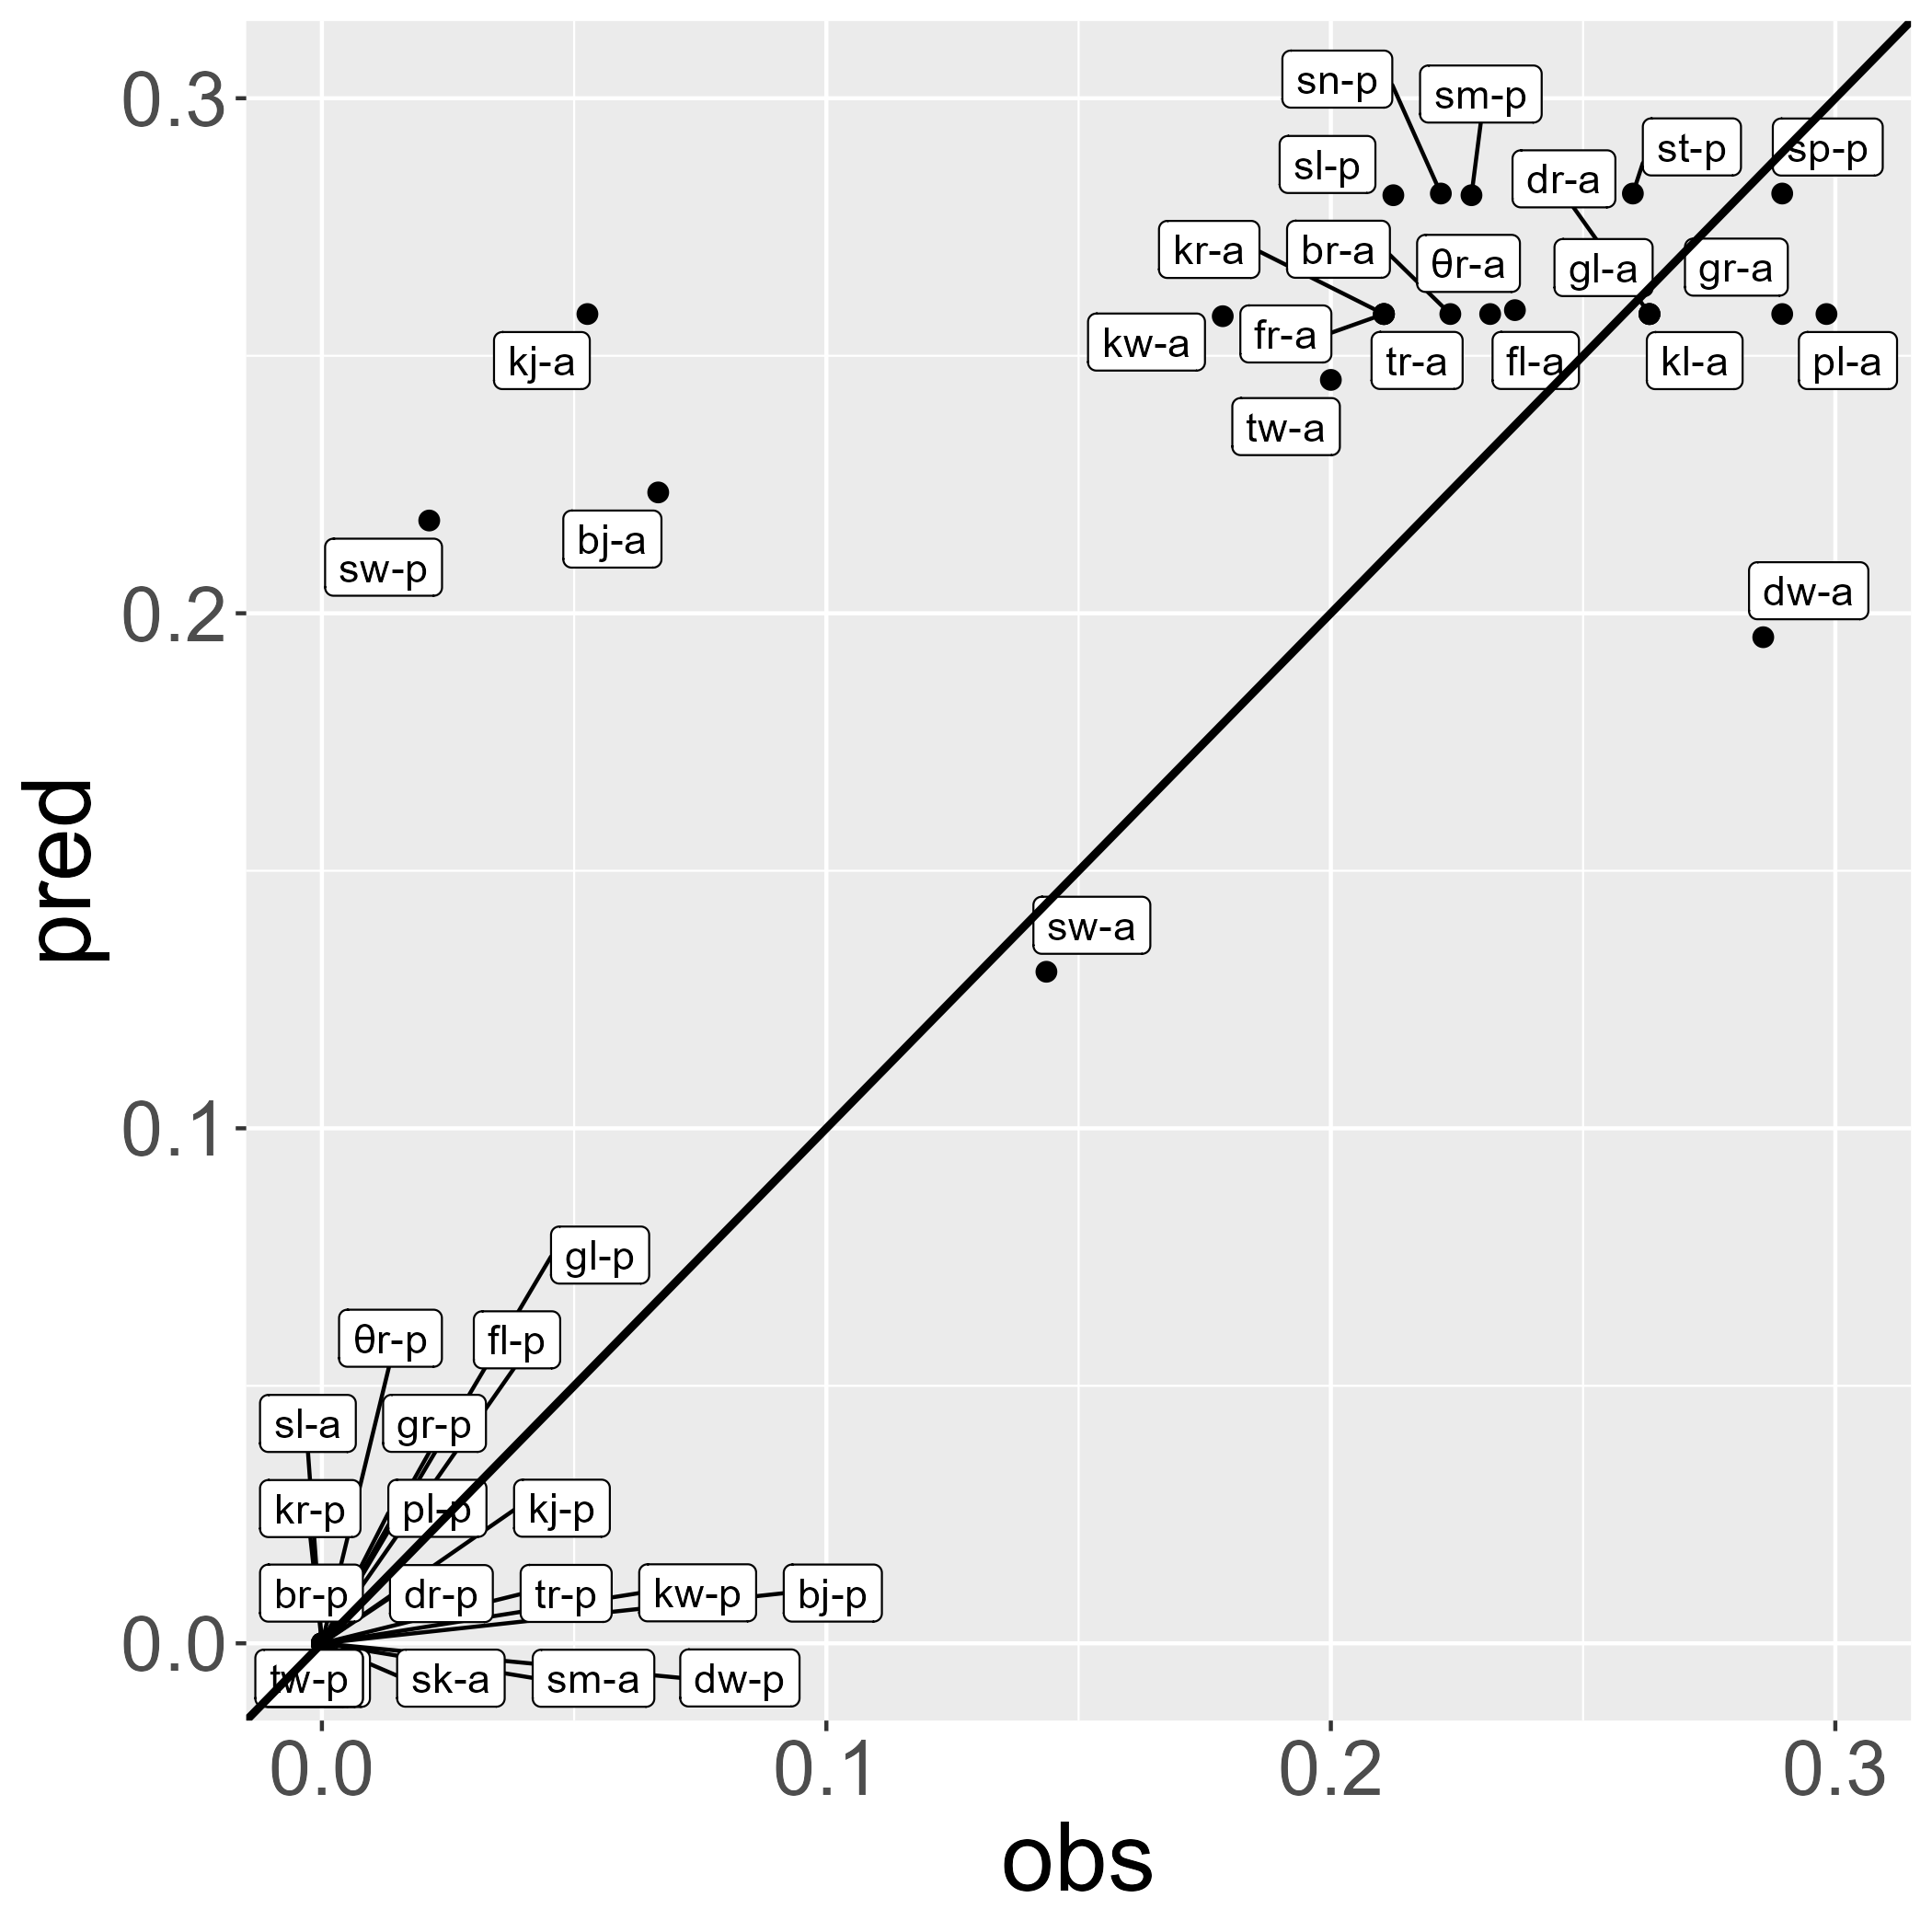 0.3
0.2
0.1
0.0
pred
sn-p
sm-p
sl-p
dr-a
st-p
sp-p
kr-a
br-a
θr-a
gl-a
gr-a
kw-a
fr-a
tr-a
fl-a
kl-a
pl-a
kj-a
tw-a
sw-p
bj-a
dw-a
sw-a
gl-p
θr-p
fl-p
sl-a
gr-p
kr-p
pl-p
kj-p
br-p
dr-p
tr-p
kw-p
bj-p
tw-p
sk-a
sm-a
dw-p
0.0
0.1
0.2
0.3
obs